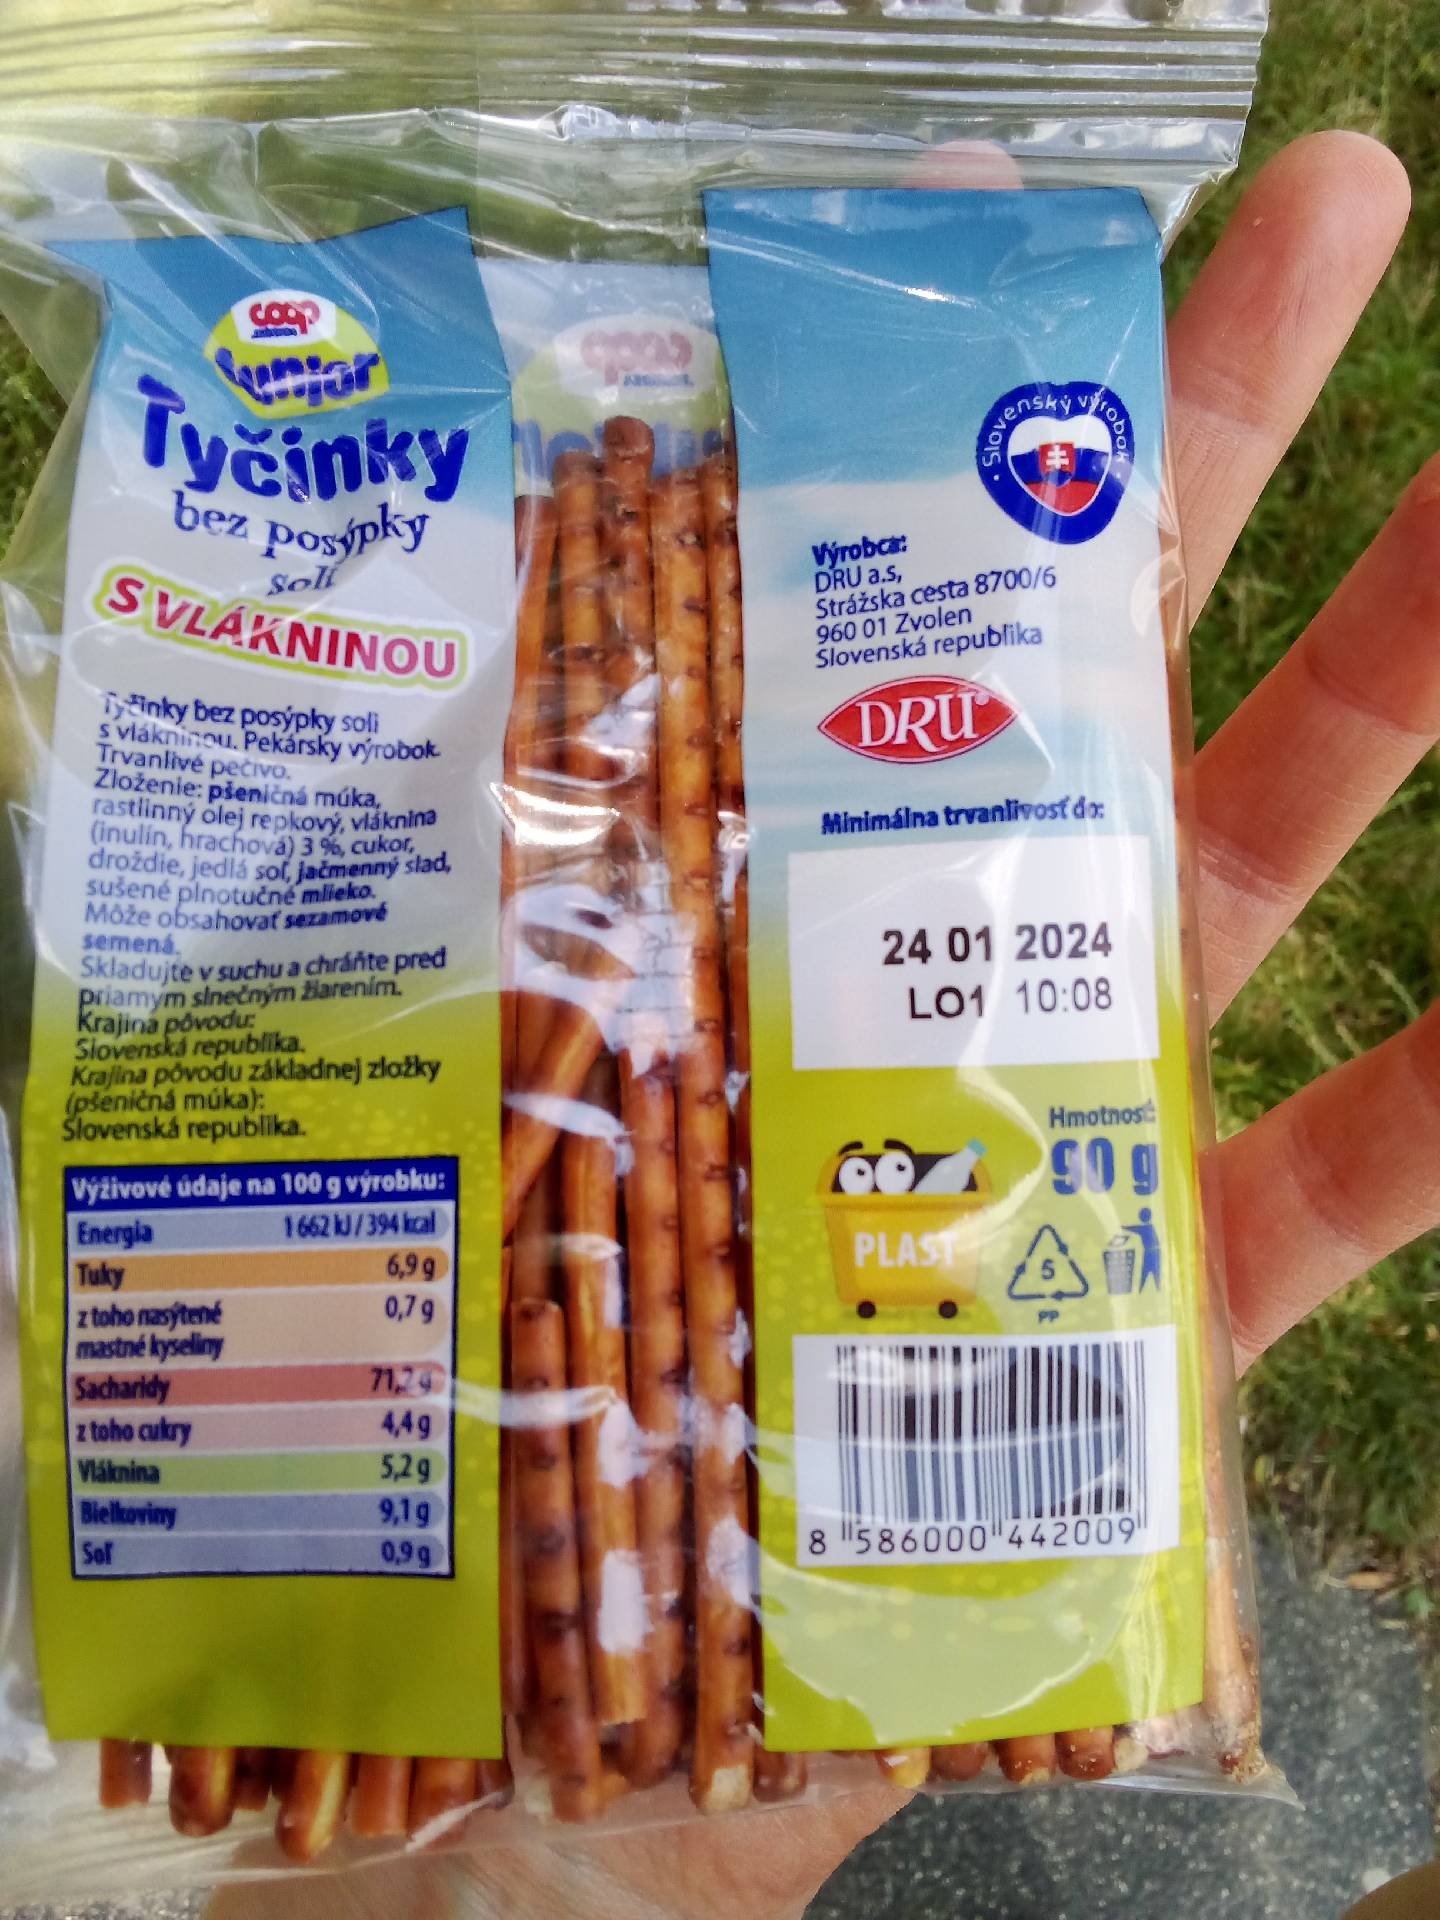 coop
Junior
Tyčinky
bez posýpky
soli
S VLÁKNINOU
Tyčinky bez posýpky soli
s vlákninou. Pekársky výrobok.
Trvanlivé pečivo.
Zloženie: pšeničná múka,
rastlinný olej repkový, vláknina
(inulín, hrachová) 3 %, cukor,
droždie, jedlá soľ, jačmenný slad,
sušené plnotučné mlieko.
Môže obsahovať sezamové
semená.
Skladujte v suchu a chráňte pred
priamym slnečným žiarením.
Krajina pôvodu:
Slovenská republika.
Krajina pôvodu základnej zložky
(pšeničná múka):
Slovenská republika.
Výživové údaje na 100 g výrobku:
Energia 1 662 kJ / 394 kcal
Tuky 6,9 g
z toho nasýtené 0,7 g
mastné kyseliny
Sacharidy 71,2 g
z toho cukry 4,4 g
Vláknina 5,2 g
Bielkoviny 9,1 g
Soľ 0,9 g
Slovenský výrobok
Výrobca:
DRU a.s,
Strážska cesta 8700/6
960 01 Zvolen
Slovenská republika
DRU®
Minimálna trvanlivosť do:
24 01 2024
LO1 10:08
Hmotnosť:
90 g
PLAST
5
PP
8 586000 442009